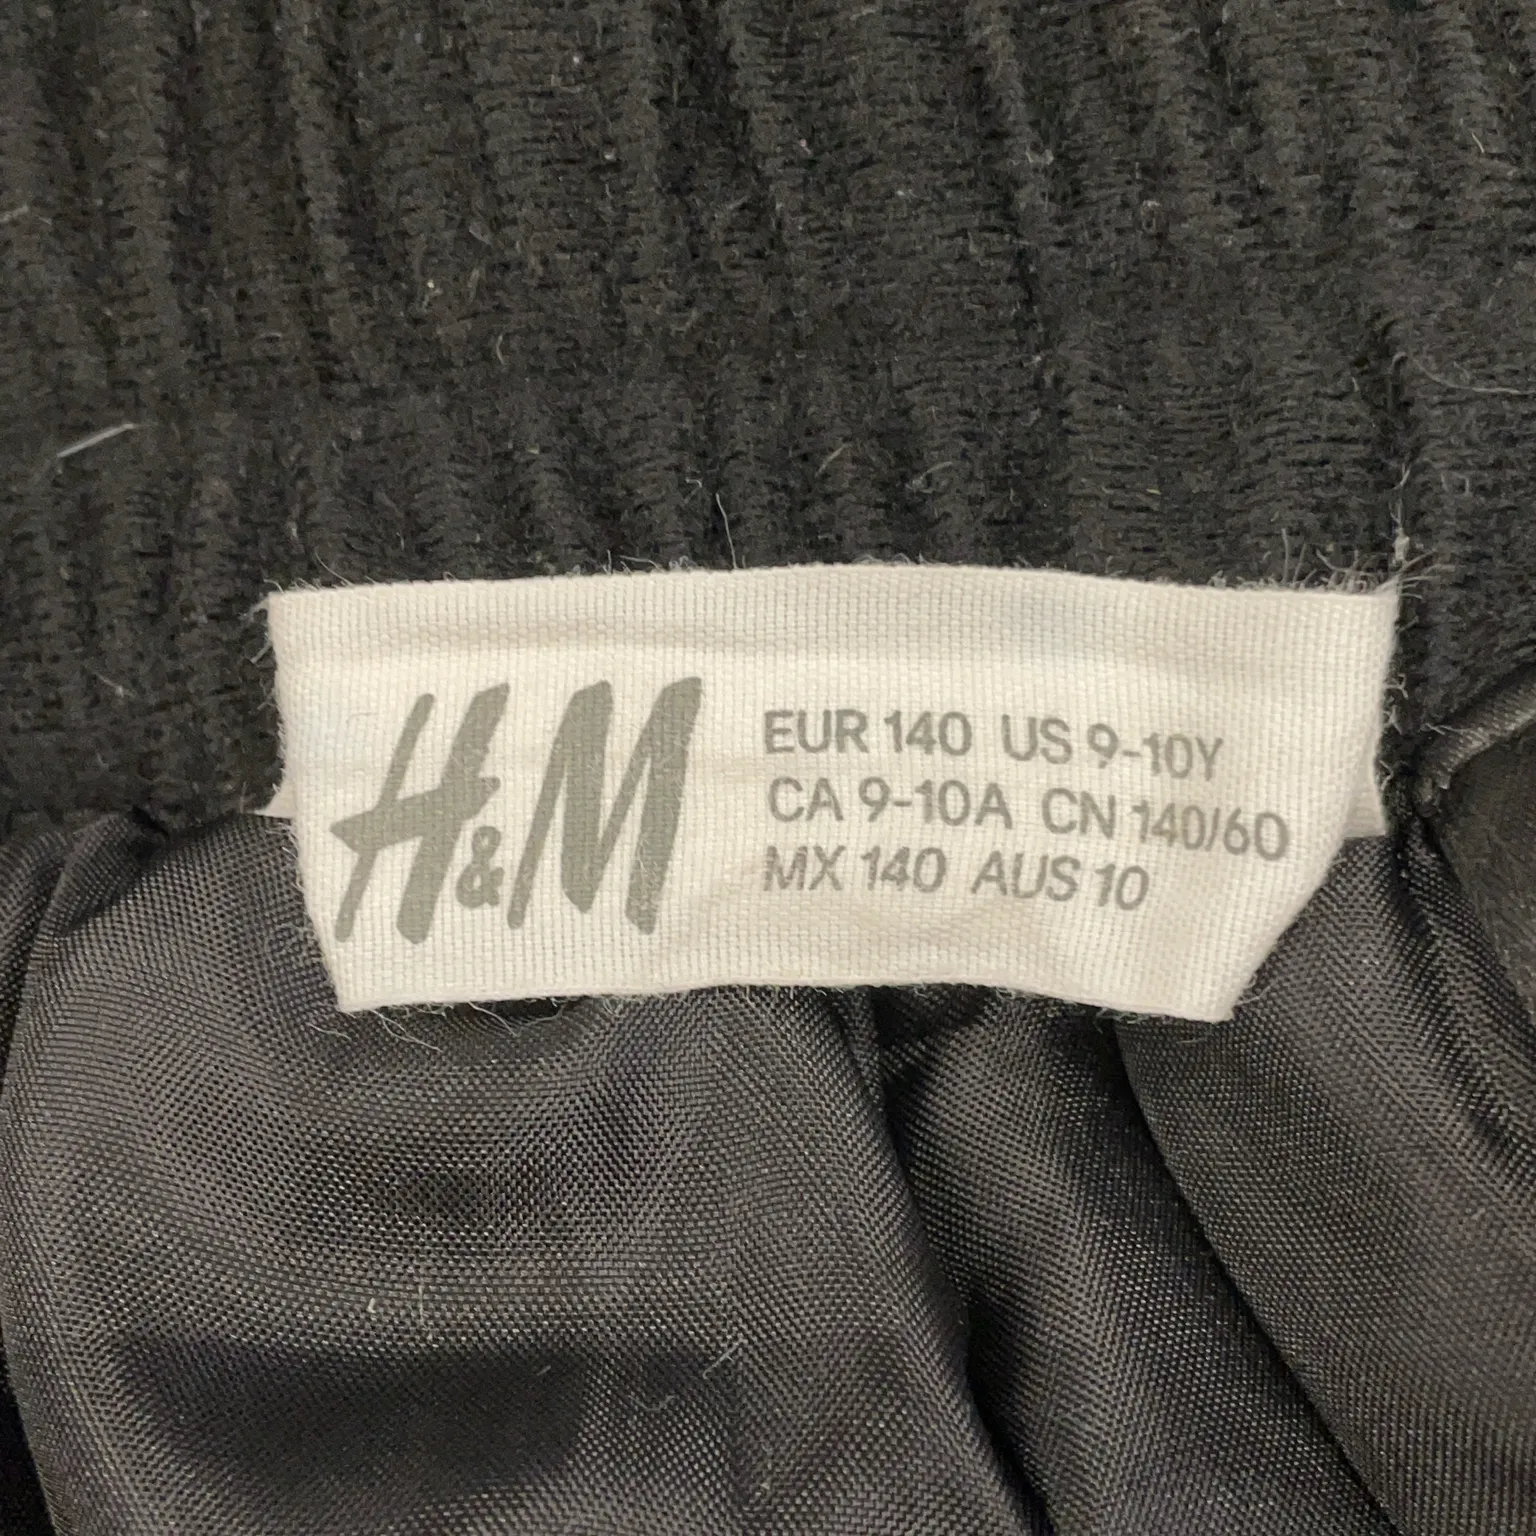 H&M
EUR 140 US 9-10Y
CA 9-10A CN 140/60
MX 140 AUS 10